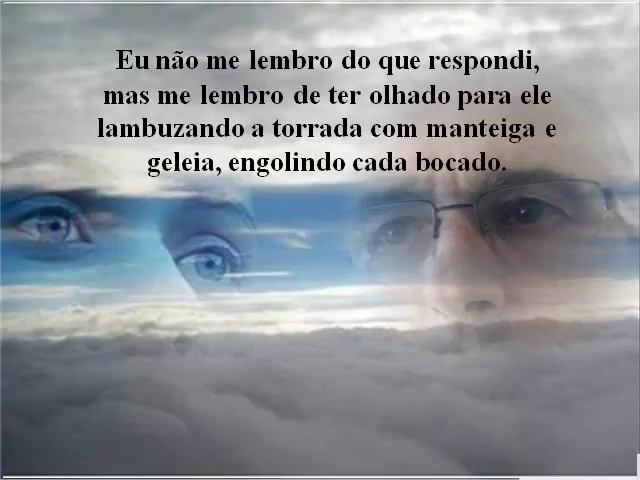 Eu não me lembro do que respondi,
mas me lembro de ter olhado para ele
lambuzando a torrada com manteiga e
geleia, engolindo cada bocado.